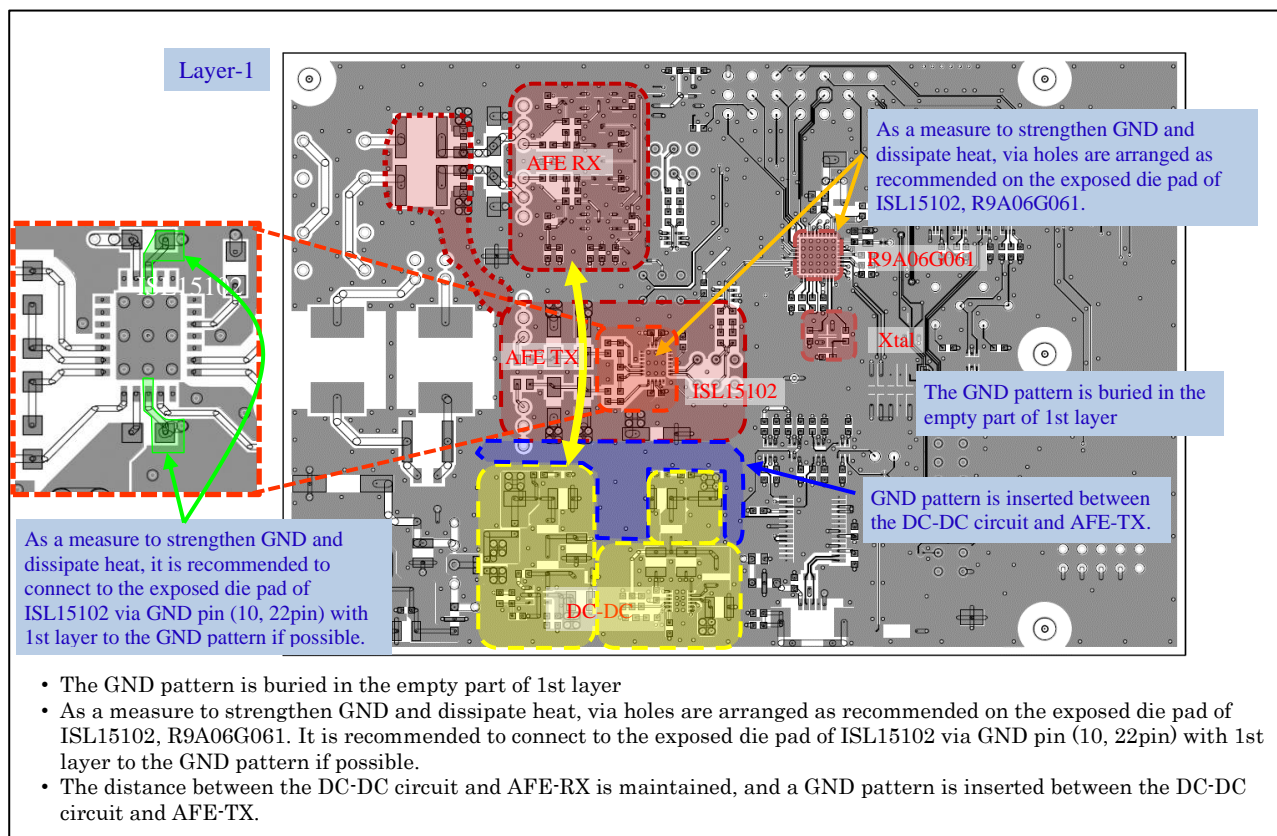 Layer-1
As a measure to strengthen GND and
dissipate heat, via holes are arranged as
recommended on the exposed die pad of
ISL15102, R9A06G061.
AFE RX
R9A06G061
ISL15102
Xtal
AFE TX
ISL15102
The GND pattern is buried in the
empty part of 1st layer
GND pattern is inserted between
the DC-DC circuit and AFE-TX.
As a measure to strengthen GND and
dissipate heat, it is recommended to
connect to the exposed die pad of
ISL15102 via GND pin (10, 22pin) with
1st layer to the GND pattern if possible.
DC-DC
• The GND pattern is buried in the empty part of 1st layer
• As a measure to strengthen GND and dissipate heat, via holes are arranged as recommended on the exposed die pad of
ISL15102, R9A06G061. It is recommended to connect to the exposed die pad of ISL15102 via GND pin (10, 22pin) with 1st
layer to the GND pattern if possible.
• The distance between the DC-DC circuit and AFE-RX is maintained, and a GND pattern is inserted between the DC-DC
circuit and AFE-TX.